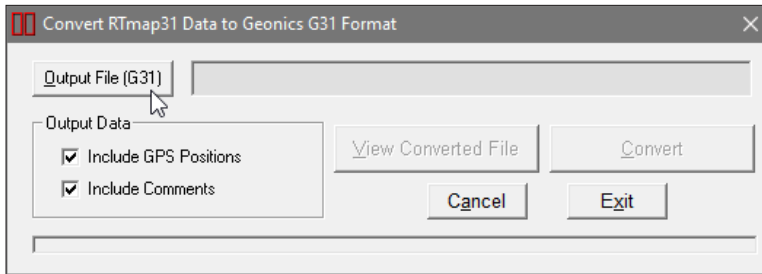 Convert RTmap31 Data to Geonics G31 Format
Output File (G31)
Output Data
Include GPS Positions
Include Comments
View Converted File
Convert
Cancel
Exit